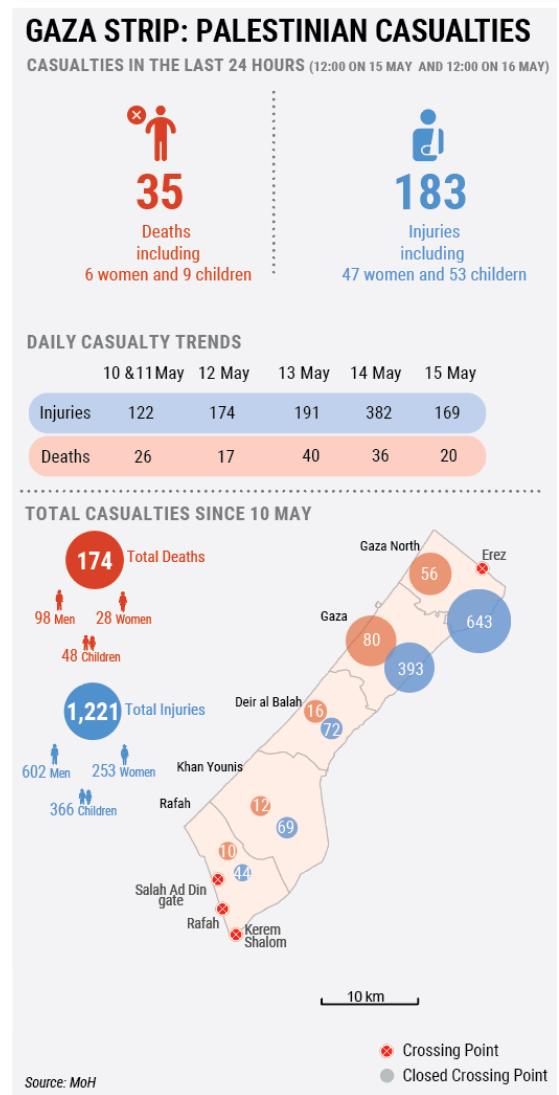 GAZA STRIP: PALESTINIAN CASUALTIES
CASUALTIES IN THE LAST 24 HOURS (12:00 ON 15 MAY AND 12:00 ON 16 MAY)
35
Deaths
including
6 women and 9 children
183
Injuries
including
47 women and 53 childern
DAILY CASUALTY TRENDS
10 &11 May 12 May 13 May 14 May 15 May
Injuries 122 174 191 382 169
Deaths 26 17 40 36 20
TOTAL CASUALTIES SINCE 10 MAY
174 Total Deaths
98 Men 28 Women
48 Children
1,221 Total Injuries
602 Men 253 Women
366 Children
Gaza North
Erez
56
643
Gaza
80
393
Deir al Balah
16
72
Khan Younis
12
69
Rafah
10
44
Salah Ad Din
gate
Rafah
Kerem
Shalom
10 km
Crossing Point
Closed Crossing Point
Source: MoH